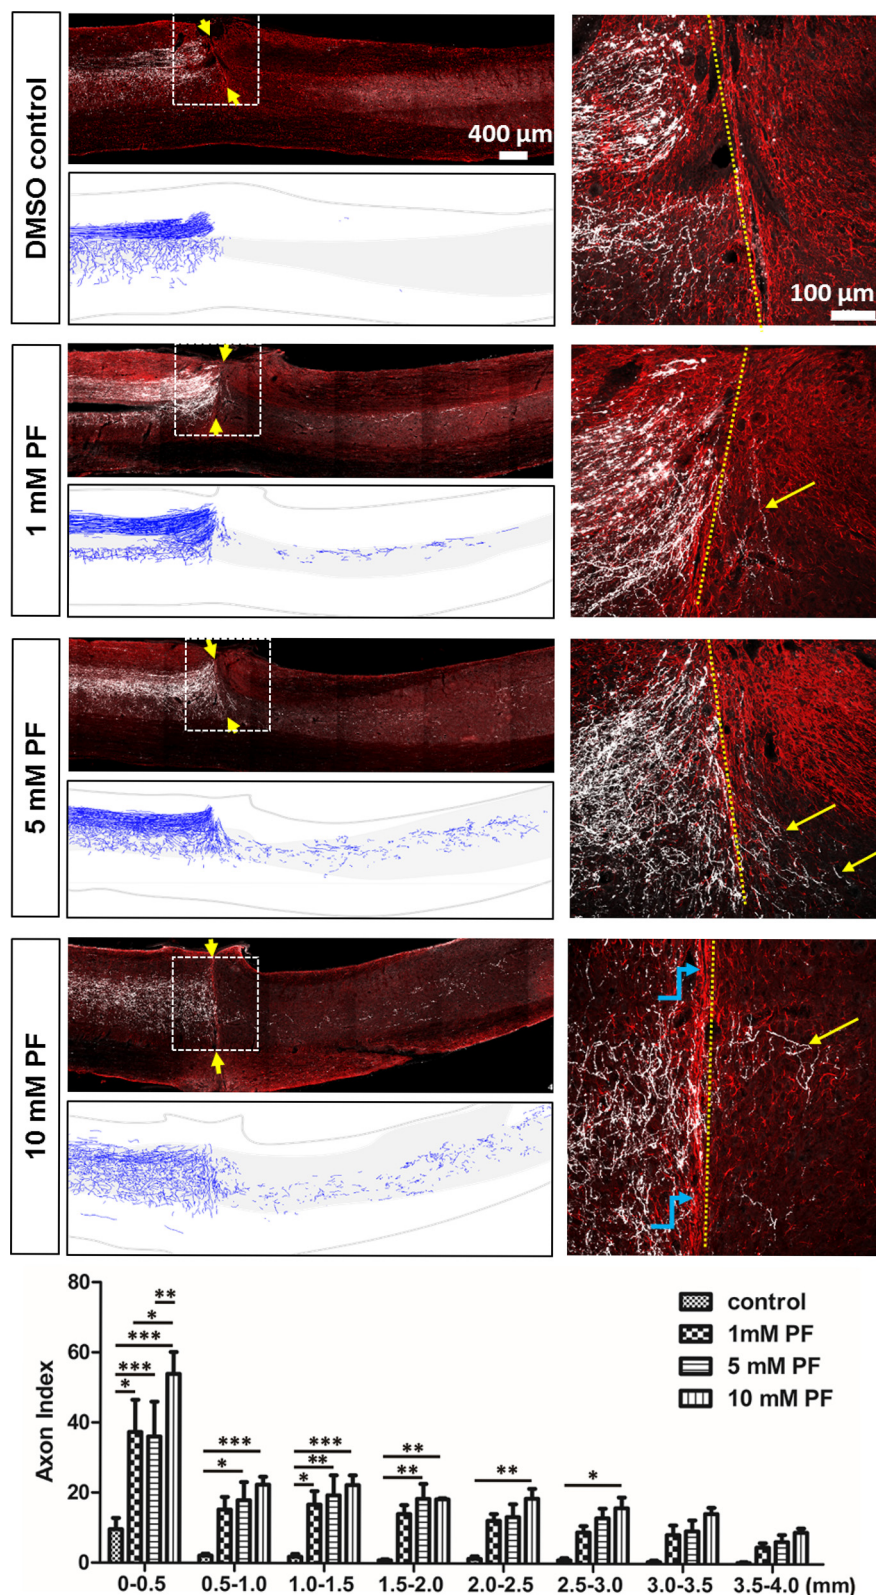 DMSO control
400 µm
100 µm
1 mM PF
5 mM PF
10 mM PF
4
Axon Index
80
60
40
20
0
control
1mM PF
5 mM PF
10 mM PF
* *** *** * **
* ***
* ** ***
** **
**
*
0-0.5 0.5-1.0 1.0-1.5 1.5-2.0 2.0-2.5 2.5-3.0 3.0-3.5 3.5-4.0 (mm)